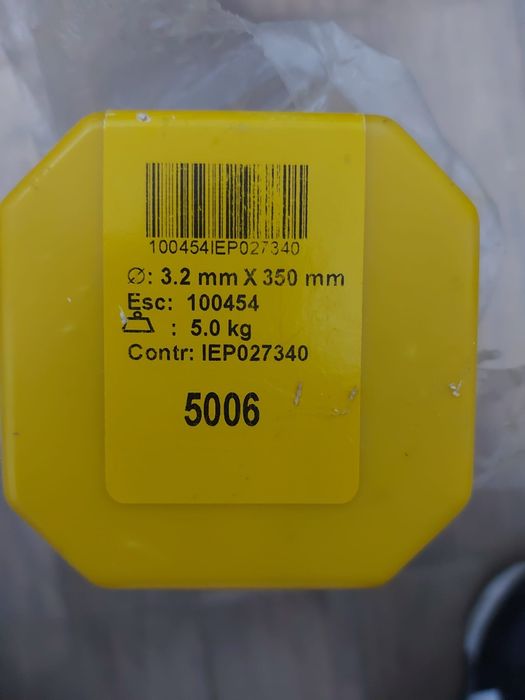 100454IEP027340
∅: 3.2 mm X 350 mm
Esc: 100454
: 5.0 kg
Contr: IEP027340
5006